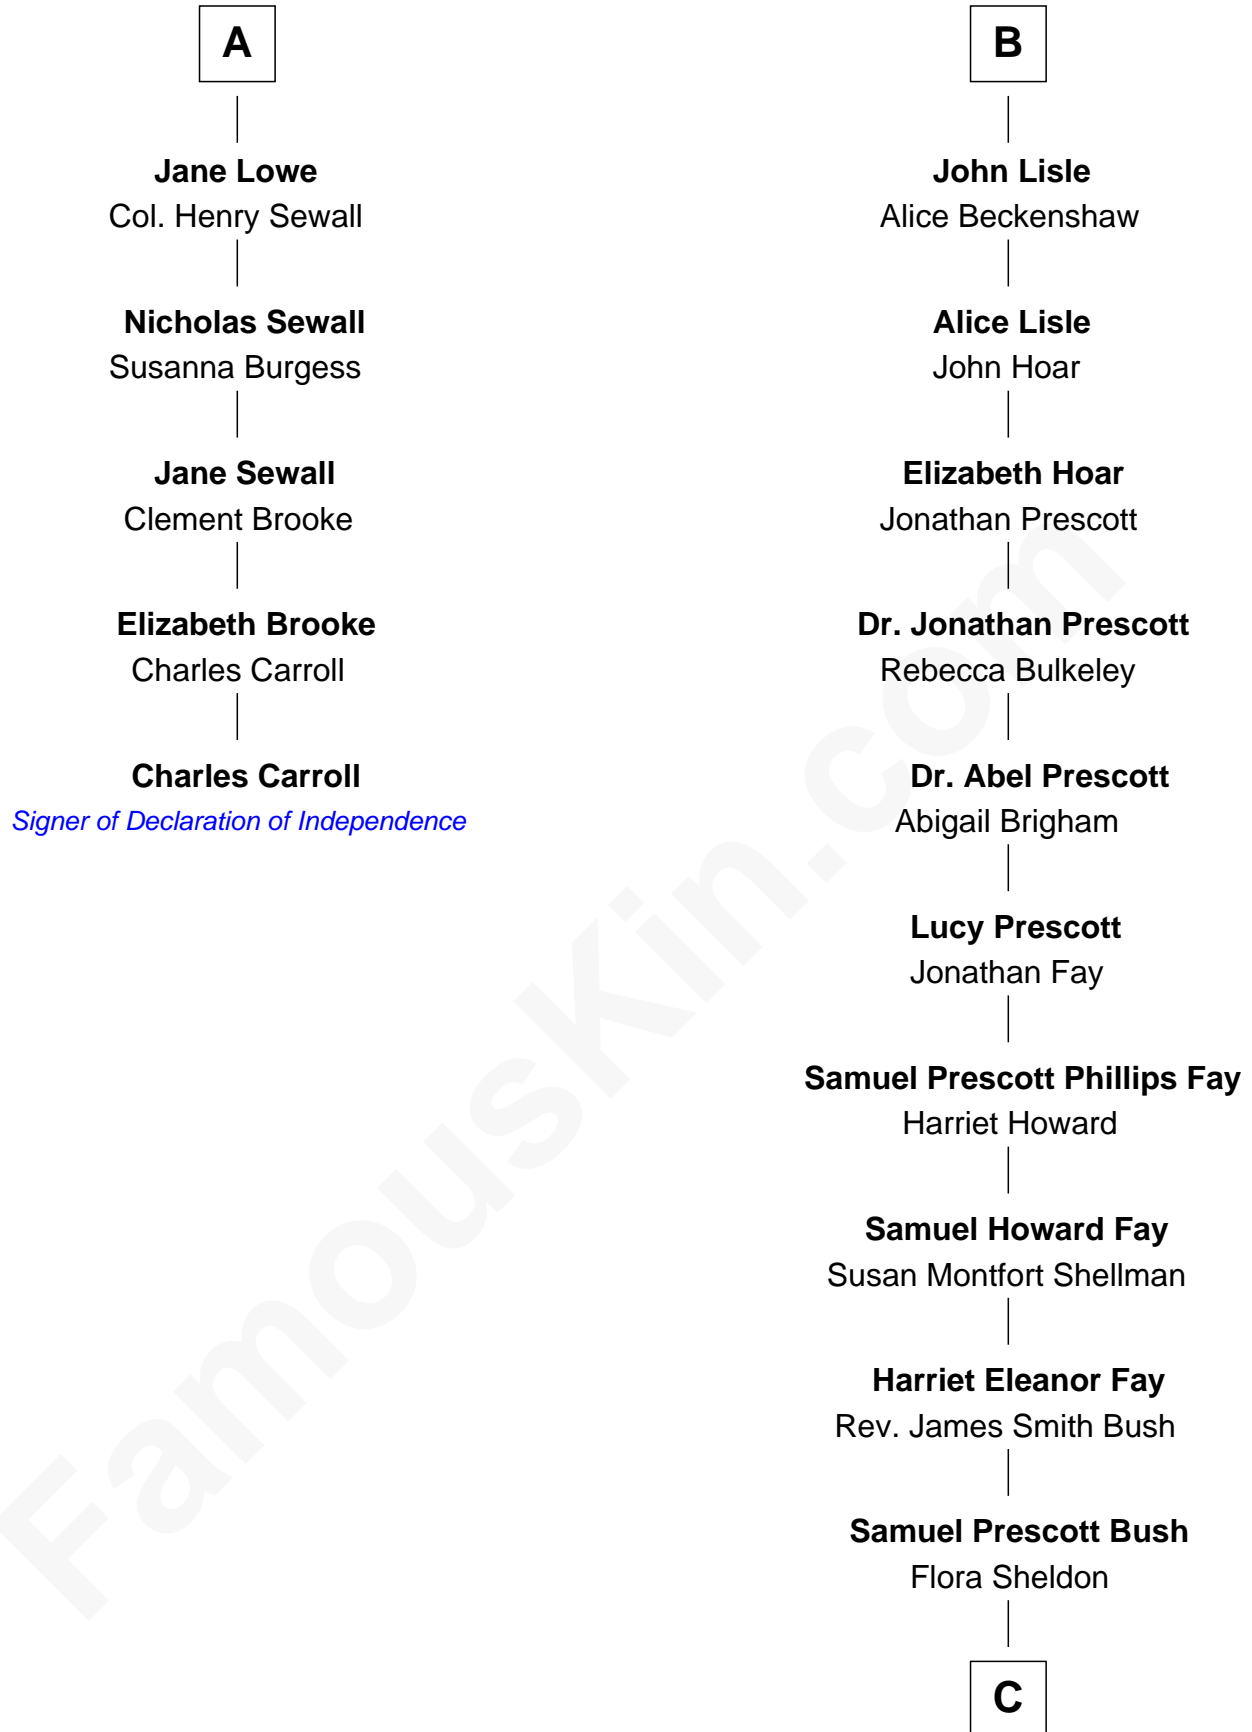 A
Jane Lowe
Col. Henry Sewall
Nicholas Sewall
Susanna Burgess
Jane Sewall
Clement Brooke
Elizabeth Brooke
Charles Carroll
Charles Carroll
Signer of Declaration of Independence
B
John Lisle
Alice Beckenshaw
Alice Lisle
John Hoar
Elizabeth Hoar
Jonathan Prescott
Dr. Jonathan Prescott
Rebecca Bulkeley
Dr. Abel Prescott
Abigail Brigham
Lucy Prescott
Jonathan Fay
Samuel Prescott Phillips Fay
Harriet Howard
Samuel Howard Fay
Susan Montfort Shellman
Harriet Eleanor Fay
Rev. James Smith Bush
Samuel Prescott Bush
Flora Sheldon
C
FamousKin.com